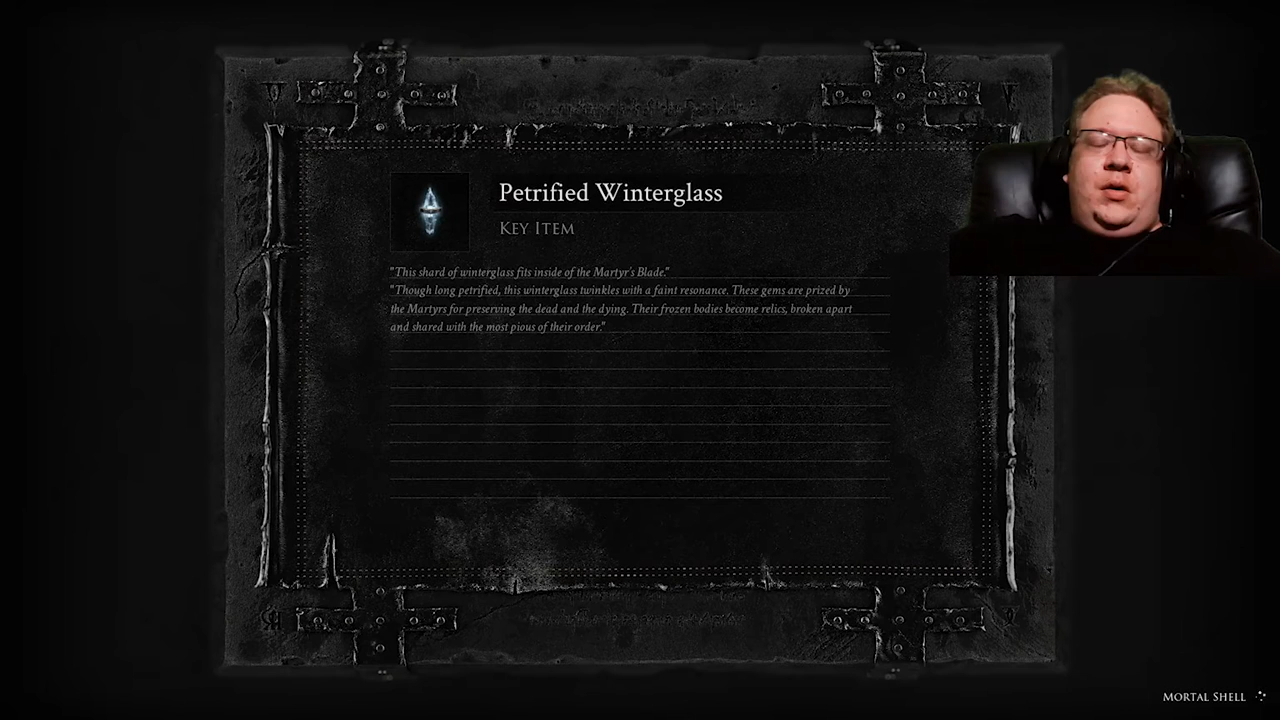 Petrified Winterglass
Key Item
"This shard of winterglass fits inside of the Martyr's Blade."
"Though long petrified, this winterglass twinkles with a faint resonance. These gems are prized by
the Martyrs for preserving the dead and the dying. Their frozen bodies become relics, broken apart
and shared with the most pious of their order."
Mortal Shell